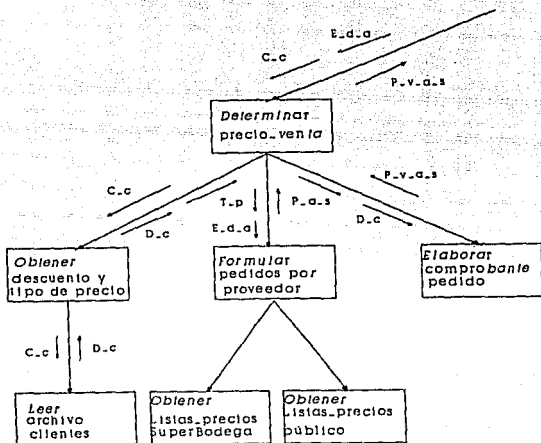 E_d_a
C_c
P_v_a_s
Determinar
precio_venta
C_c
D_c
T_p
E_d_a
P_a_s
P_v_a_s
D_c
Obtener
descuento y
tipo de precio
Formular
pedidos por
proveedor
Elaborar
comprobante
pedido
C_c
D_c
Leer
archivo
clientes
Obtener
Listas_precios
SuperBodega
Obtener
Listas_precios
público